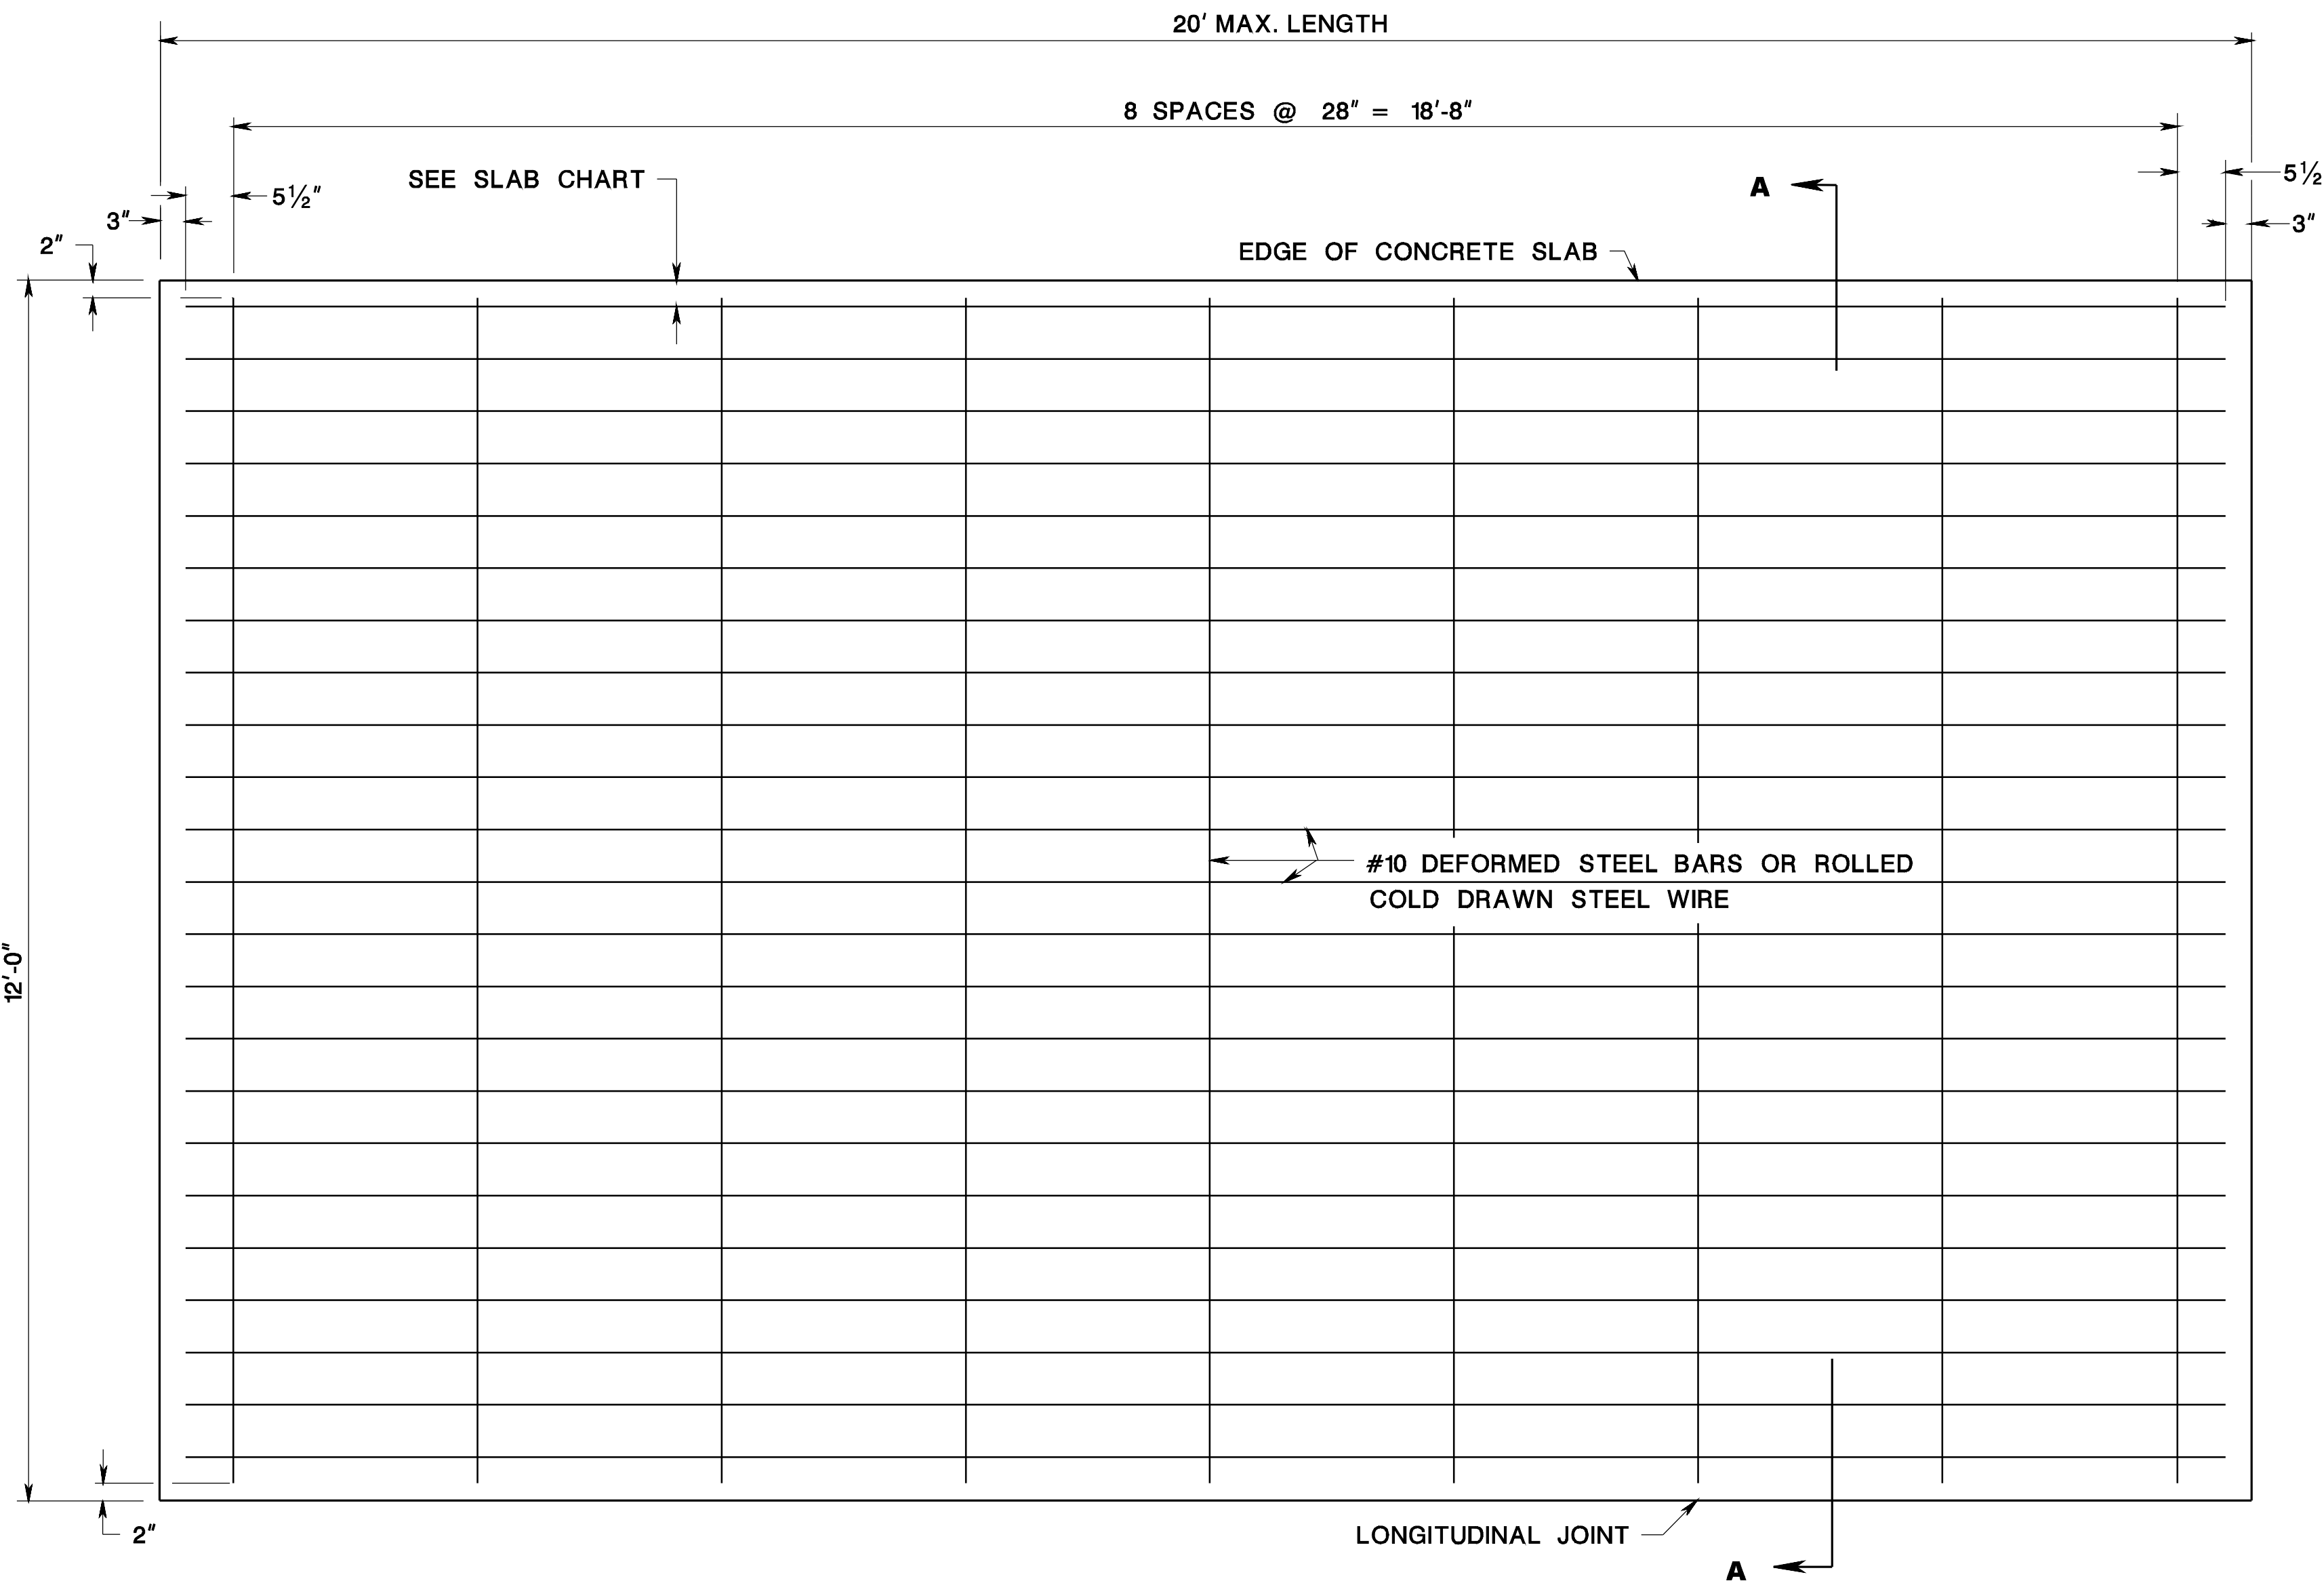 20' MAX. LENGTH
8 SPACES @ 28" = 18'-8"
SEE SLAB CHART
5½"
3"
2"
A
5½
3"
EDGE OF CONCRETE SLAB
#10 DEFORMED STEEL BARS OR ROLLED
COLD DRAWN STEEL WIRE
12'-0"
2"
LONGITUDINAL JOINT
A